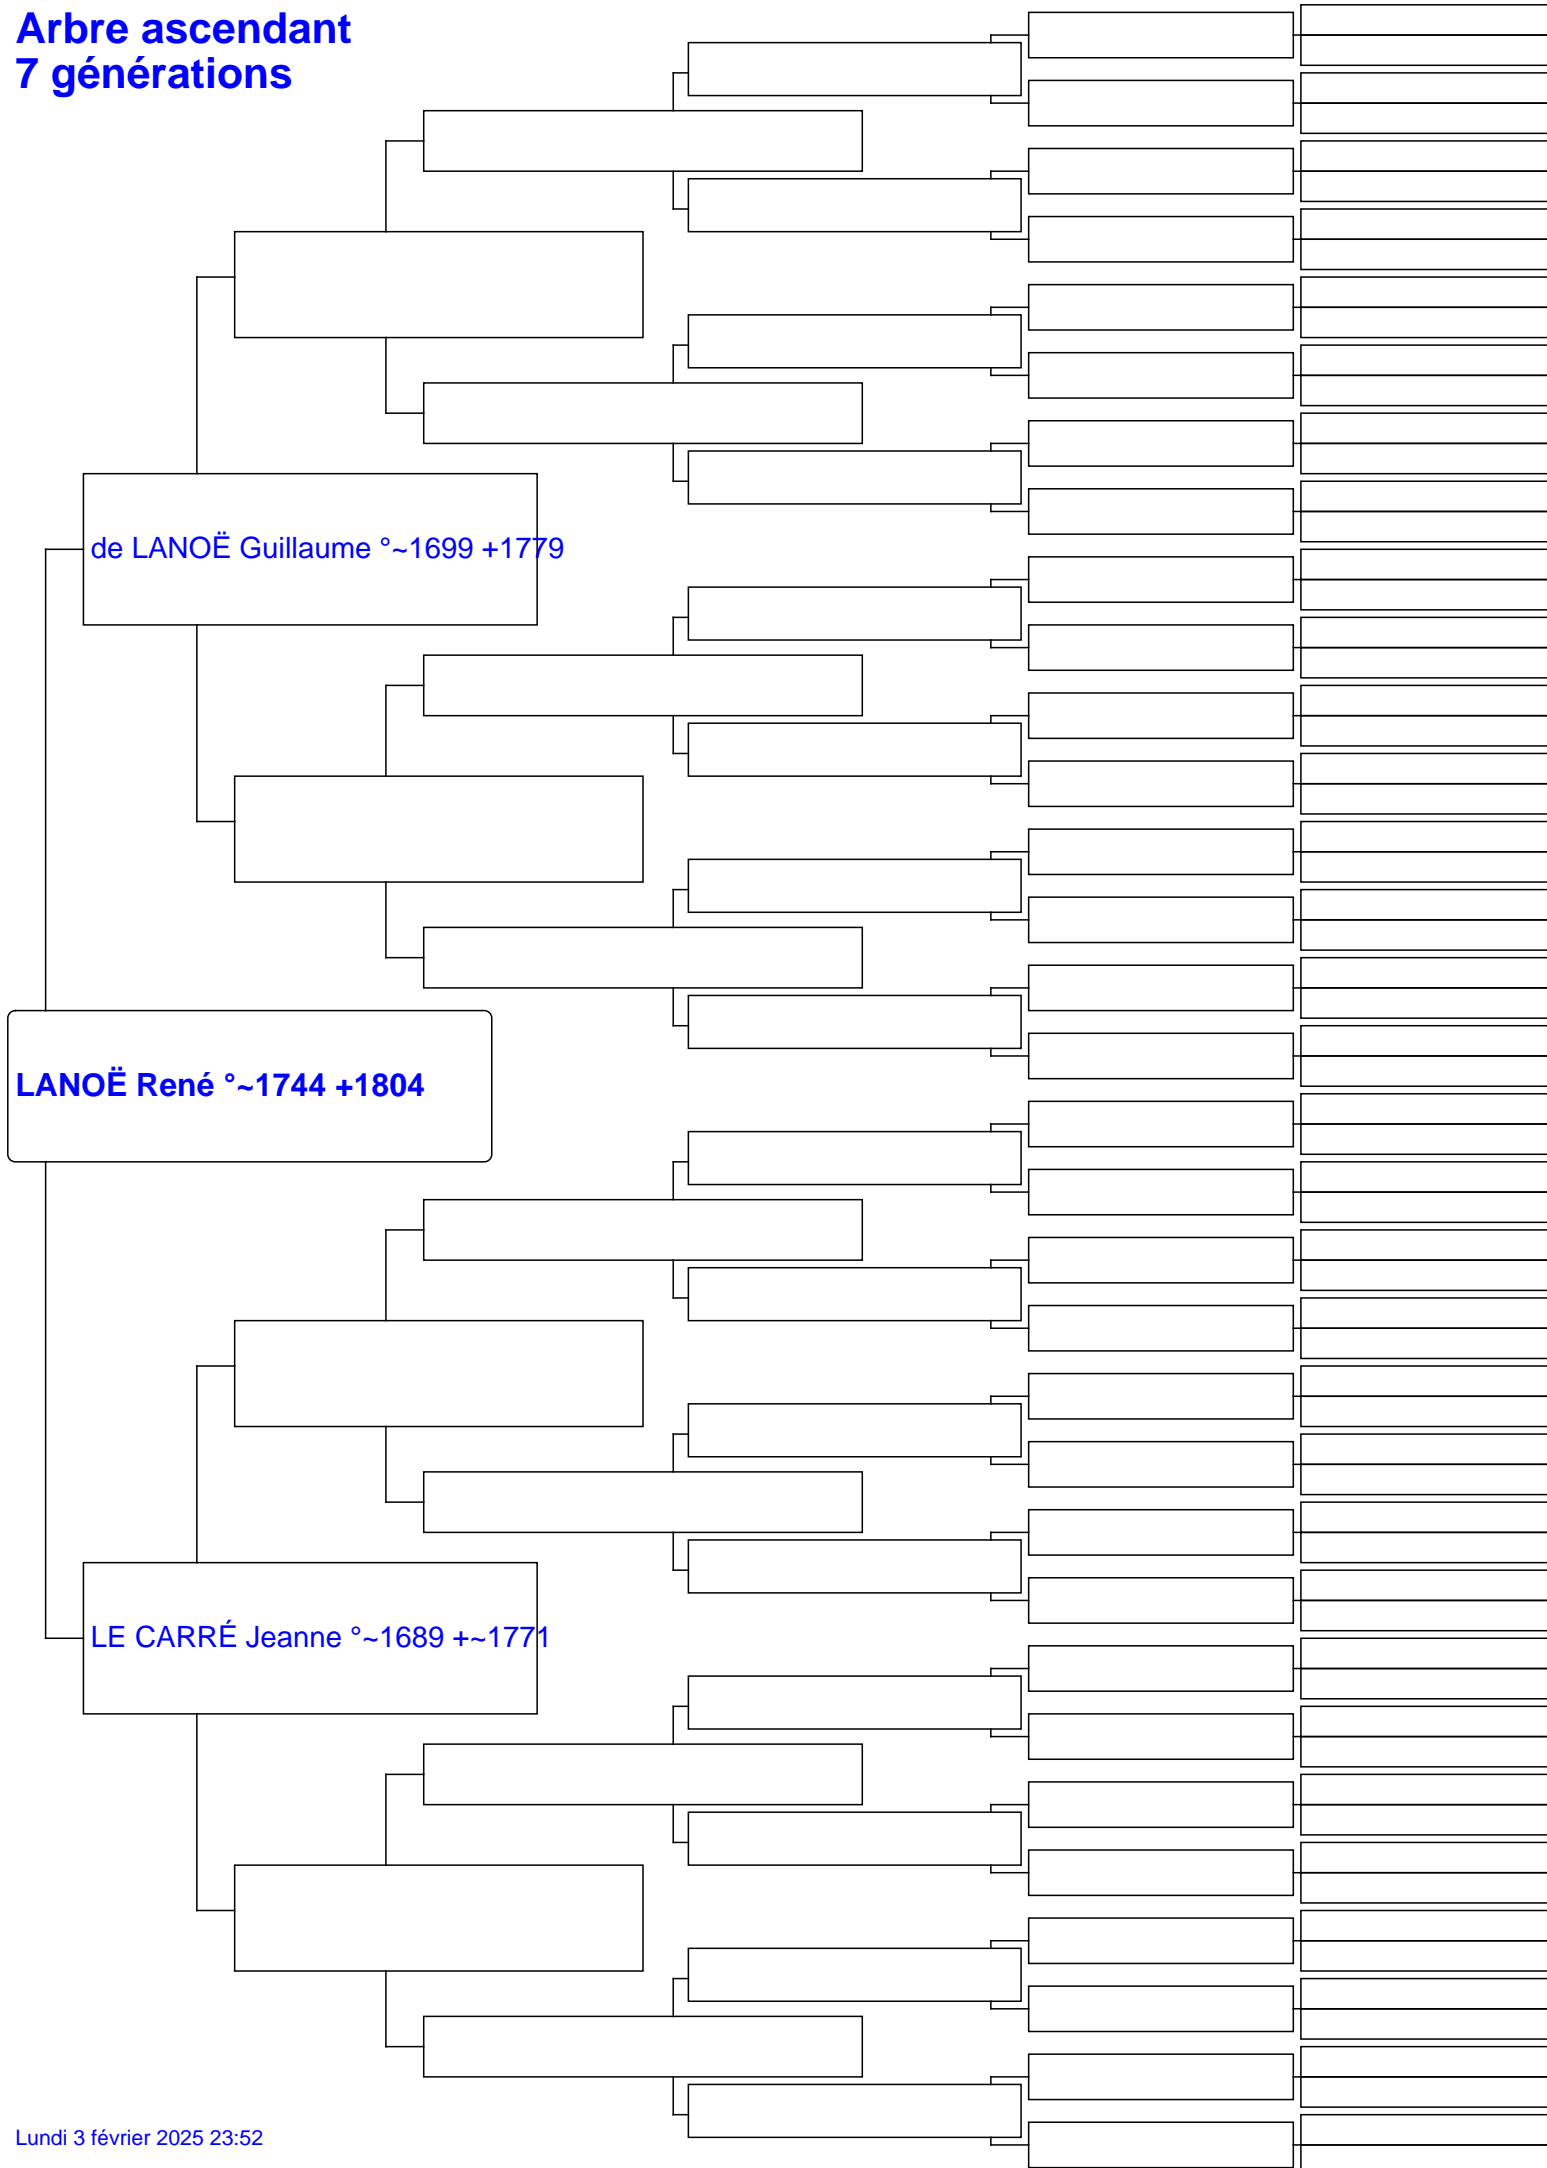 Arbre ascendant
7 générations
de LANOË Guillaume °~1699 +1779
LANOË René °~1744 +1804
LE CARRÉ Jeanne °~1689 +~1771
Lundi 3 février 2025 23:52